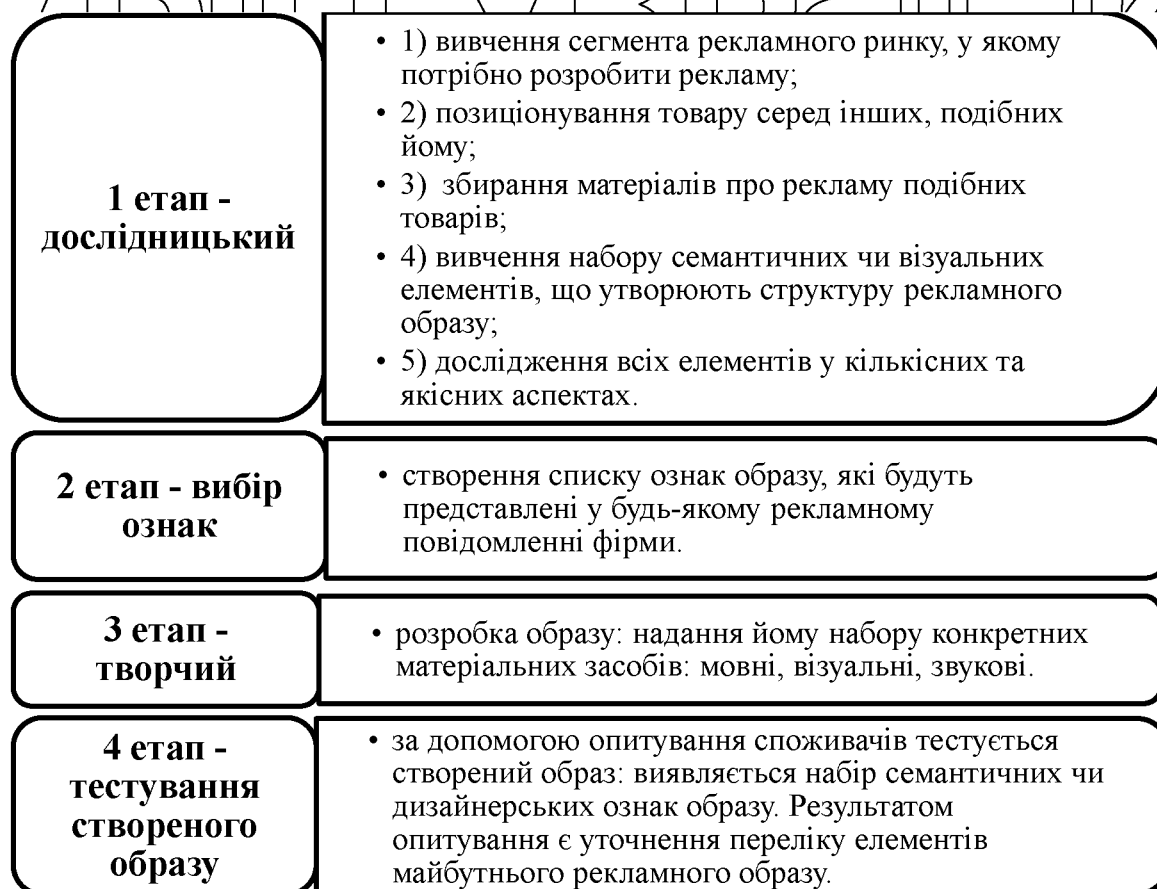 1 етап -
дослідницький
• 1) вивчення сегмента рекламного ринку, у якому
потрібно розробити рекламу;
• 2) позиціонування товару серед інших, подібних
йому;
• 3) збирання матеріалів про рекламу подібних
товарів;
• 4) вивчення набору семантичних чи візуальних
елементів, що утворюють структуру рекламного
образу;
• 5) дослідження всіх елементів у кількісних та
якісних аспектах.
2 етап - вибір
ознак
• створення списку ознак образу, які будуть
представлені у будь-якому рекламному
повідомленні фірми.
3 етап -
творчий
• розробка образу: надання йому набору конкретних
матеріальних засобів: мовні, візуальні, звукові.
4 етап -
тестування
створеного
образу
• за допомогою опитування споживачів тестується
створений образ: виявляється набір семантичних чи
дизайнерських ознак образу. Результатом
опитування є уточнення переліку елементів
майбутнього рекламного образу.